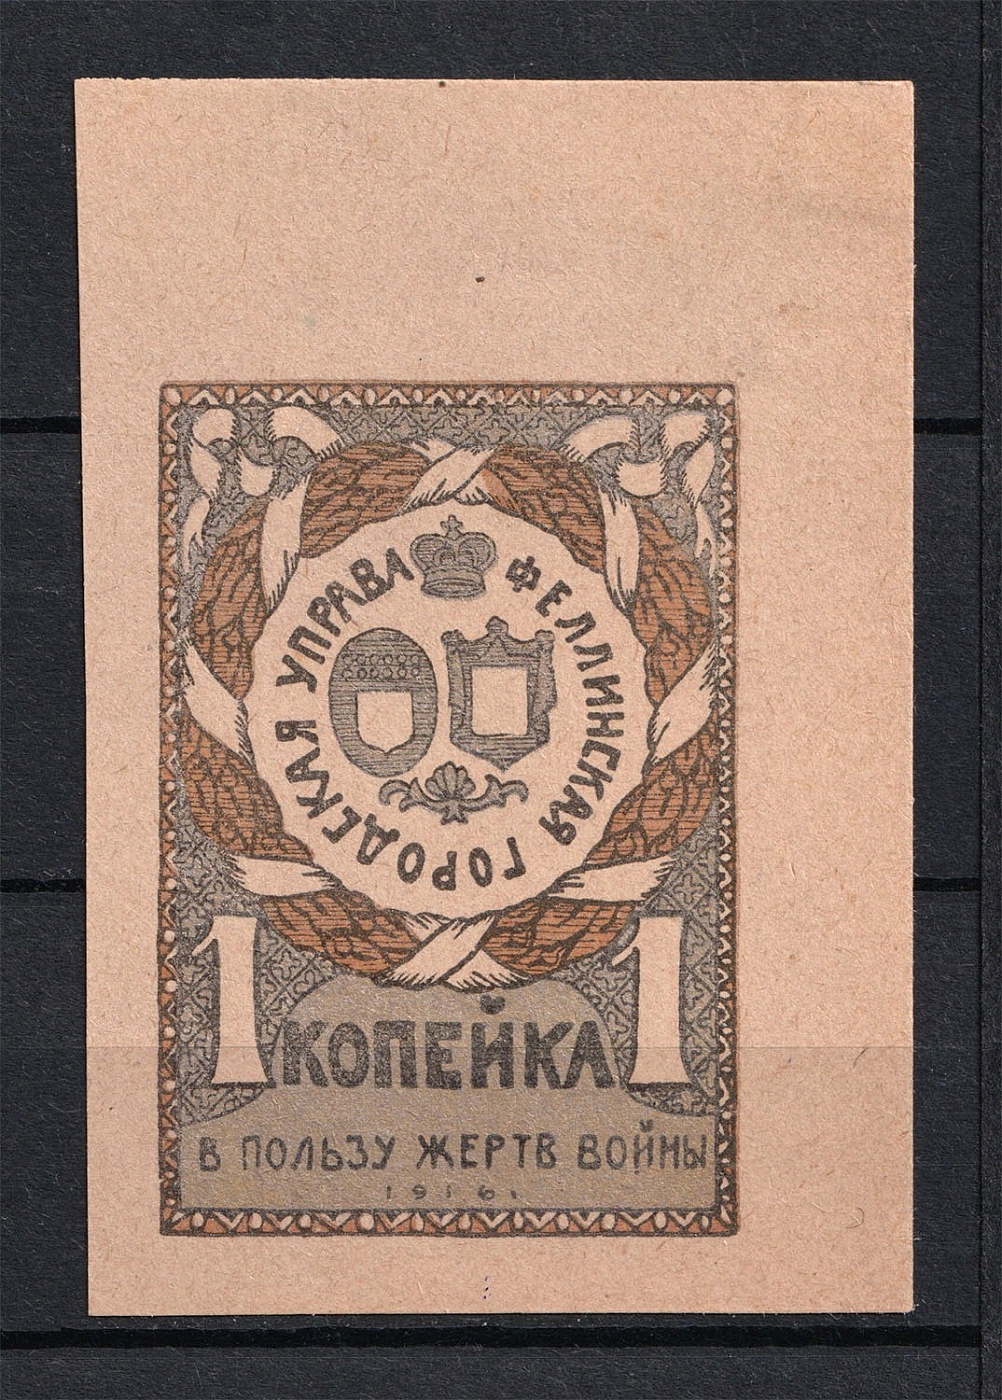 ФЕЛЛИНСКАЯ ГОРОДСКАЯ УПРАВА
1 КОПЕЙКА 1
В ПОЛЬЗУ ЖЕРТВ ВОЙНЫ
1916.